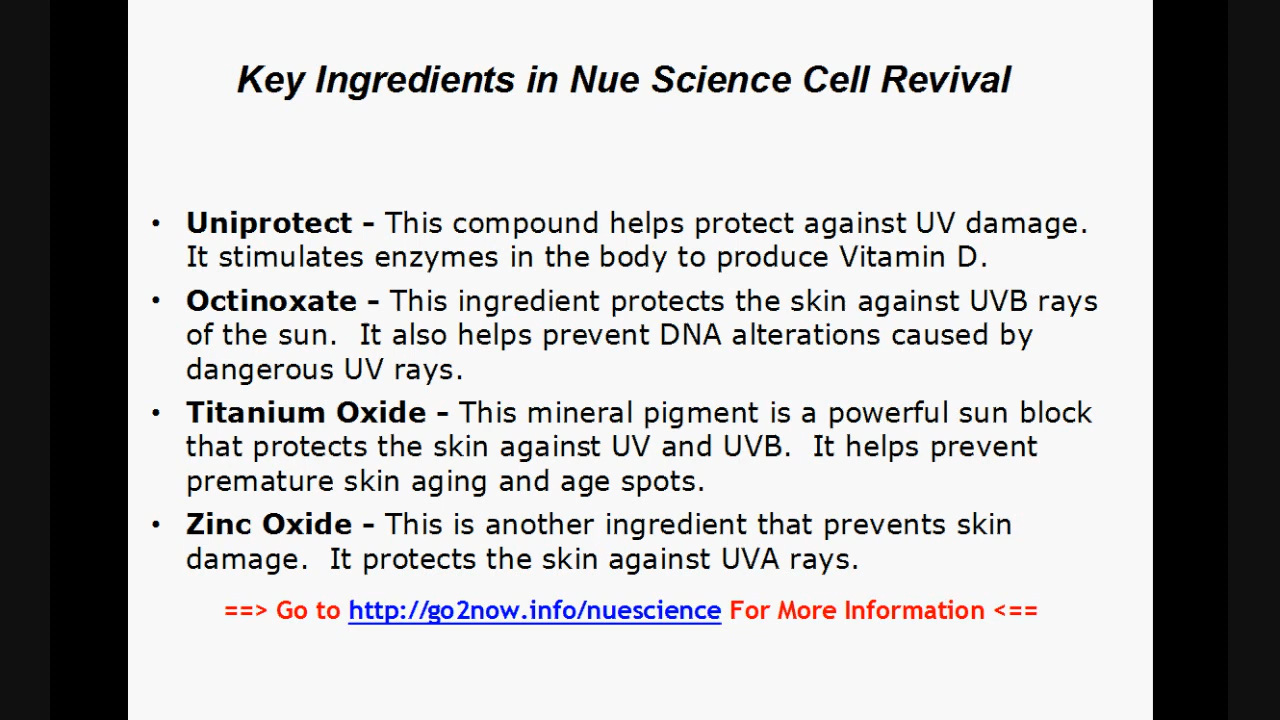 Key Ingredients in Nue Science Cell Revival
• Uniprotect – This compound helps protect against UV damage.
It stimulates enzymes in the body to produce Vitamin D.
• Octinoxate – This ingredient protects the skin against UVB rays
of the sun.  It also helps prevent DNA alterations caused by
dangerous UV rays.
• Titanium Oxide – This mineral pigment is a powerful sun block
that protects the skin against UV and UVB.  It helps prevent
premature skin aging and age spots.
• Zinc Oxide – This is another ingredient that prevents skin
damage.  It protects the skin against UVA rays.
==> Go to http://go2now.info/nuescience For More Information <==